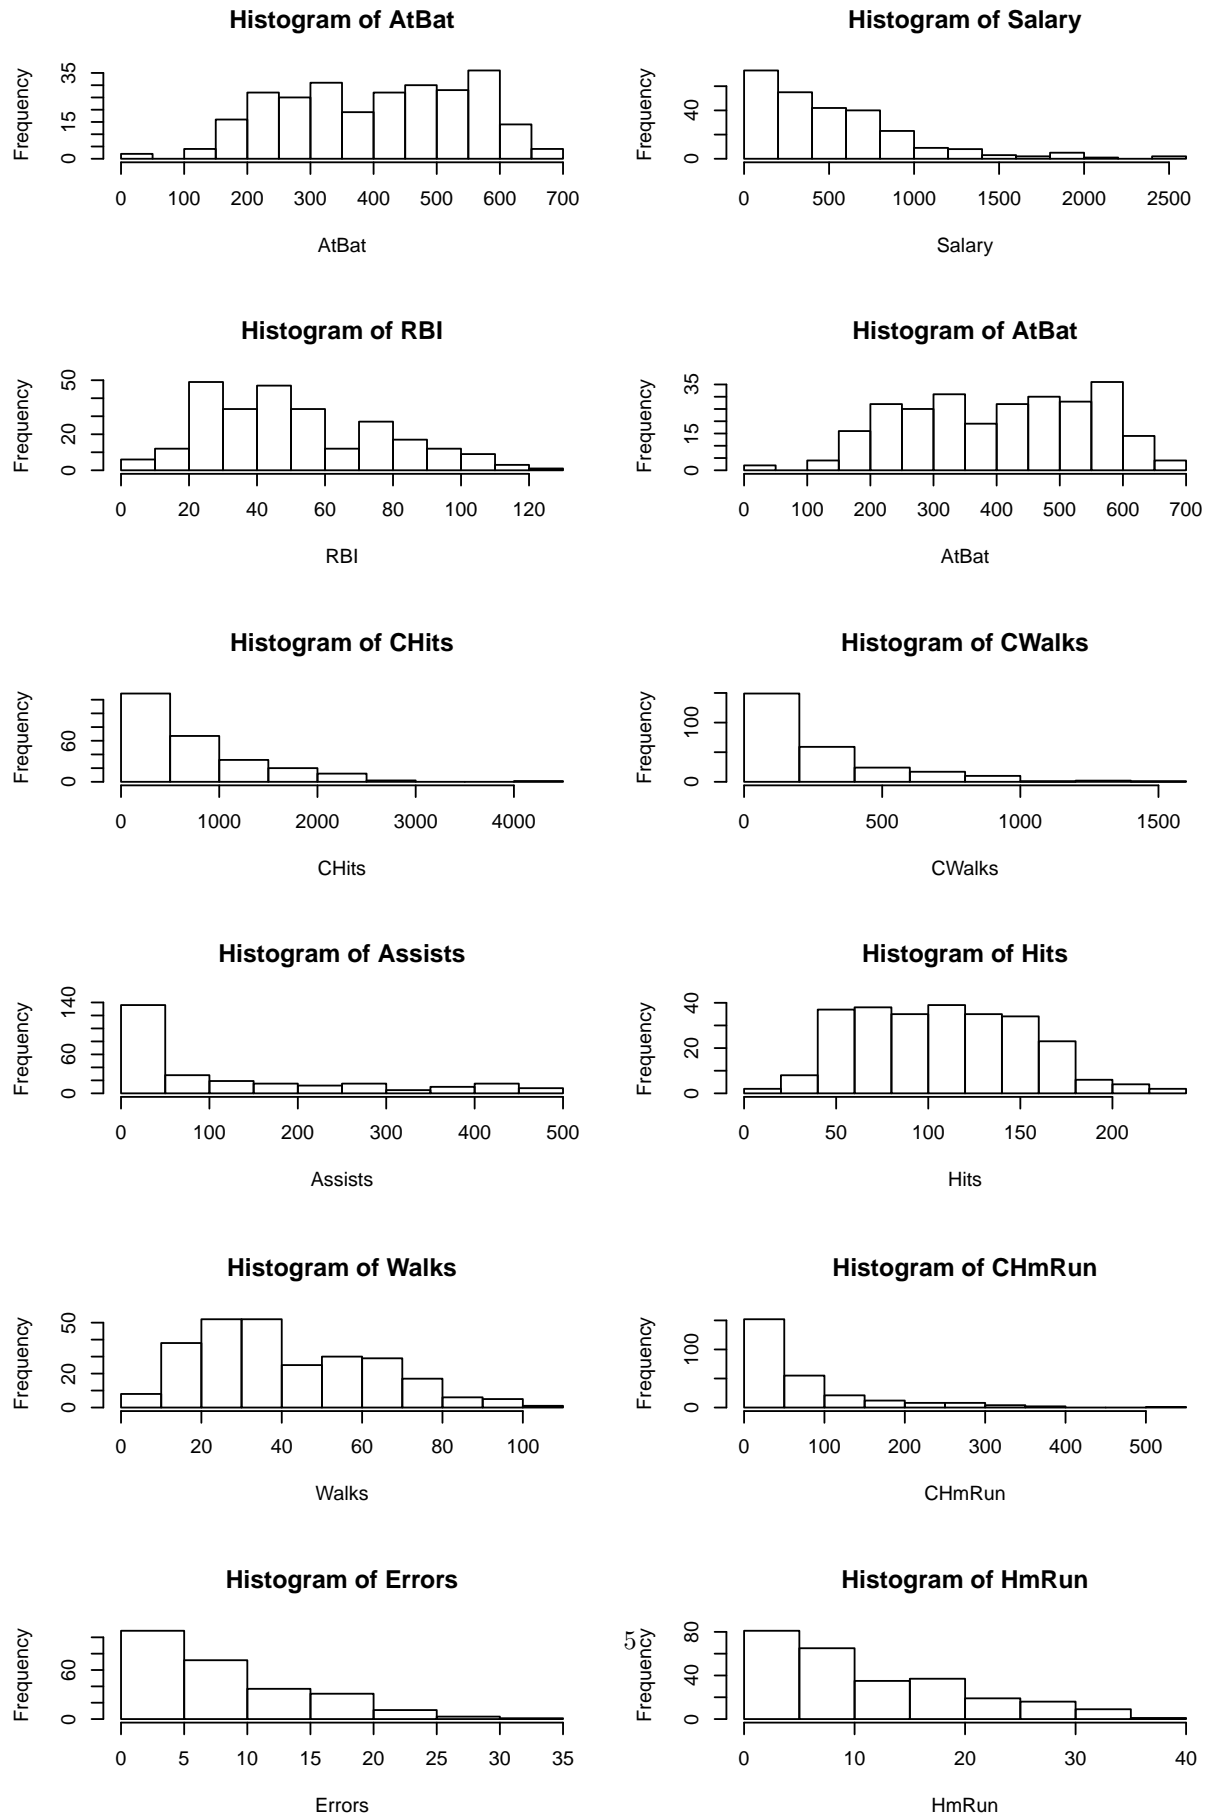 Histogram of AtBat
Frequency
0 15 35
0 100 200 300 400 500 600 700
AtBat
Histogram of Salary
Frequency
0 40
0 500 1000 1500 2000 2500
Salary
Histogram of RBI
Frequency
0 20 50
0 20 40 60 80 100 120
RBI
Histogram of AtBat
Frequency
0 15 35
0 100 200 300 400 500 600 700
AtBat
Histogram of CHits
Frequency
0 60
0 1000 2000 3000 4000
CHits
Histogram of CWalks
Frequency
0 100
0 500 1000 1500
CWalks
Histogram of Assists
Frequency
0 60 140
0 100 200 300 400 500
Assists
Histogram of Hits
Frequency
0 20 40
0 50 100 150 200
Hits
Histogram of Walks
Frequency
0 20 50
0 20 40 60 80 100
Walks
Histogram of CHmRun
Frequency
0 100
0 100 200 300 400 500
CHmRun
Histogram of Errors
Frequency
0 60
0 5 10 15 20 25 30 35
Errors
Histogram of HmRun
Frequency
0 40 80
0 10 20 30 40
HmRun
5